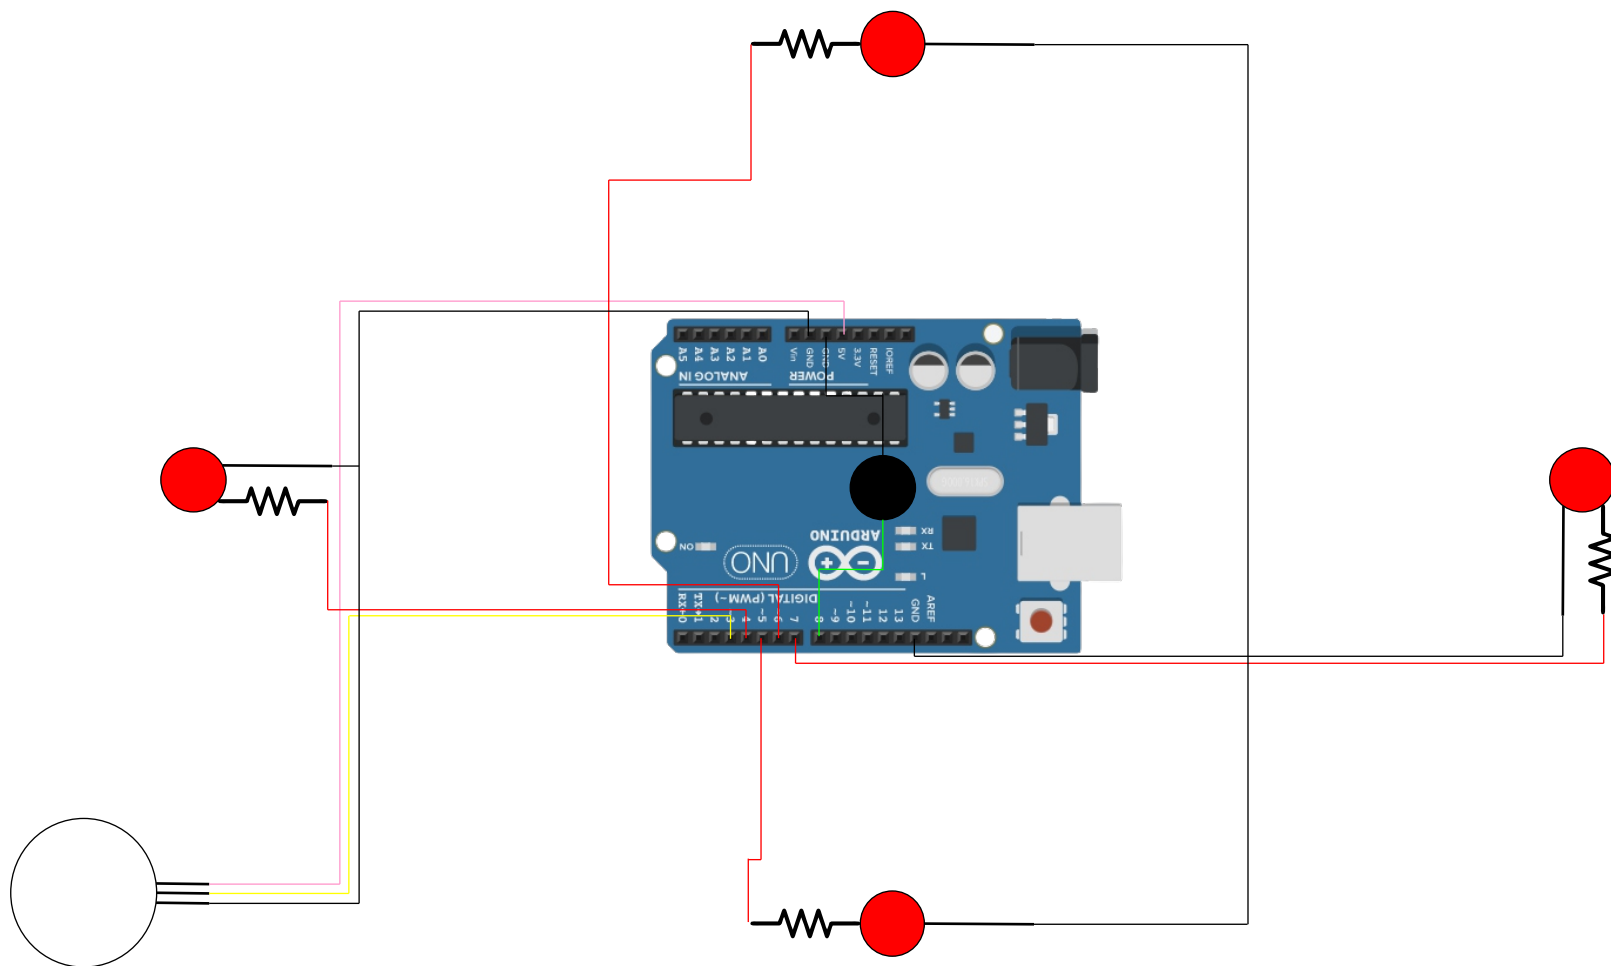 A5 A4 A3 A2 A1 A0
Vin GND GND 5V 3.3V RESET IOREF
ANALOG IN
POWER
ARDUINO
RX
TX
ON
UNO
L
DIGITAL (PWM~)
TX→1 2 3 4 ~5 6 7
8 ~9 ~10 ~11 12 13 GND AREF